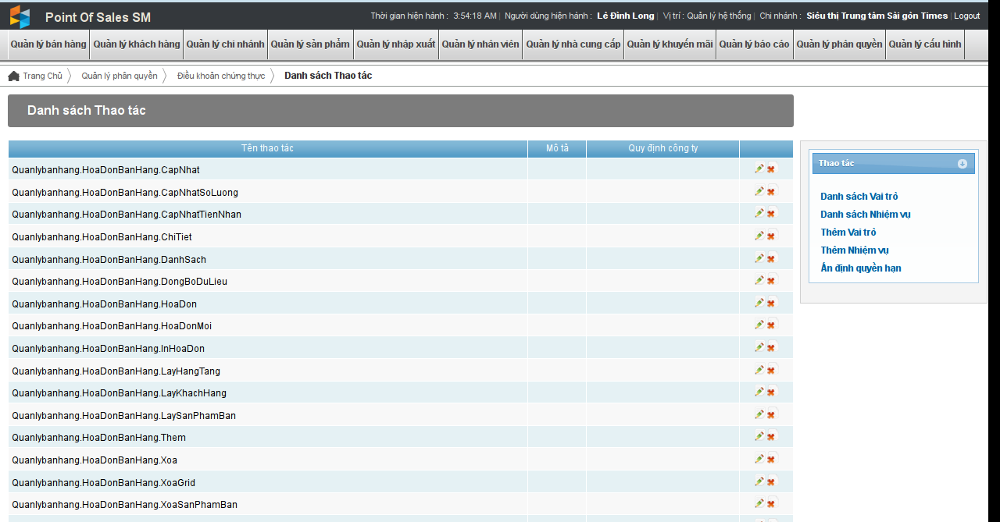 Point Of Sales SM
Thời gian hiện hành : 3:54:18 AM | Người dùng hiện hành : Lê Đình Long | Vị trí : Quản lý hệ thống | Chi nhánh : Siêu thị Trung tâm Sài gòn Times | Logout
Quản lý bán hàng Quản lý khách hàng Quản lý chi nhánh Quản lý sản phẩm Quản lý nhập xuất Quản lý nhân viên Quản lý nhà cung cấp Quản lý khuyến mãi Quản lý báo cáo Quản lý phân quyền Quản lý cấu hình
Trang Chủ Quản lý phân quyền Điều khoản chứng thực Danh sách Thao tác
Danh sách Thao tác
Tên thao tác Mô tả Quy định công ty
Quanlybanhang.HoaDonBanHang.CapNhat
Quanlybanhang.HoaDonBanHang.CapNhatSoLuong
Quanlybanhang.HoaDonBanHang.CapNhatTienNhan
Quanlybanhang.HoaDonBanHang.ChiTiet
Quanlybanhang.HoaDonBanHang.DanhSach
Quanlybanhang.HoaDonBanHang.DongBoDuLieu
Quanlybanhang.HoaDonBanHang.HoaDon
Quanlybanhang.HoaDonBanHang.HoaDonMoi
Quanlybanhang.HoaDonBanHang.InHoaDon
Quanlybanhang.HoaDonBanHang.LayHangTang
Quanlybanhang.HoaDonBanHang.LayKhachHang
Quanlybanhang.HoaDonBanHang.LaySanPhamBan
Quanlybanhang.HoaDonBanHang.Them
Quanlybanhang.HoaDonBanHang.Xoa
Quanlybanhang.HoaDonBanHang.XoaGrid
Quanlybanhang.HoaDonBanHang.XoaSanPhamBan
Thao tác
Danh sách Vai trò
Danh sách Nhiệm vụ
Thêm Vai trò
Thêm Nhiệm vụ
Ấn định quyền hạn